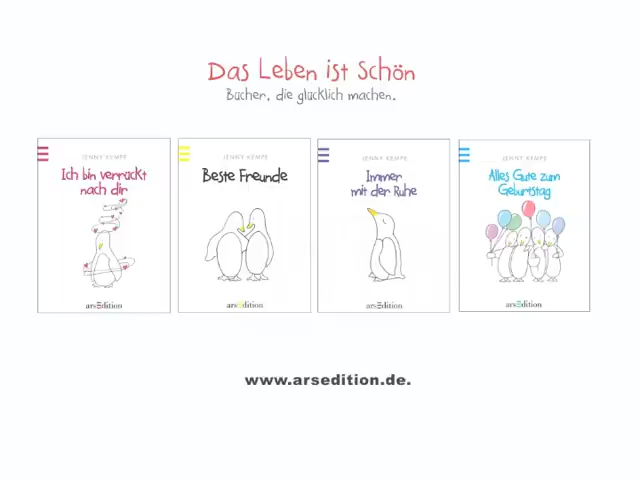 Das Leben ist Schön
Bücher, die glücklich machen.
JENNY KEMPE
Ich bin verrückt
nach dir
arsEdition
JENNY KEMPE
Beste Freunde
arsEdition
JENNY KEMPE
Immer
mit der Ruhe
arsEdition
JENNY KEMPE
Alles Gute zum
Geburtstag
arsEdition
www.arsedition.de.